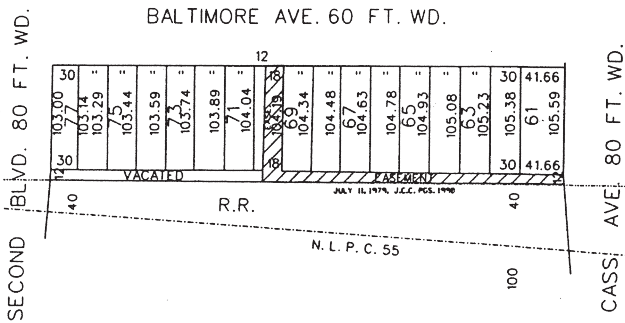 BALTIMORE AVE. 60 FT. WD.
SECOND BLVD. 80 FT. WD.
CASS AVE. 80 FT. WD.
12
30 " " " " " " 18 " " " " " " " 30 41.66
103.00 77 103.14 103.29 75 103.44 103.59 73 103.74 103.89 71 104.04 104.19 69 104.34 104.48 67 104.63 104.78 65 104.93 105.08 63 105.23 105.38 61 105.59
30 18 30 41.66
12 VACATED EASEMENT 12
JULY 11, 1979, J.C.C. PGS. 1990
40 R.R. 40
N. L. P. C. 55
100